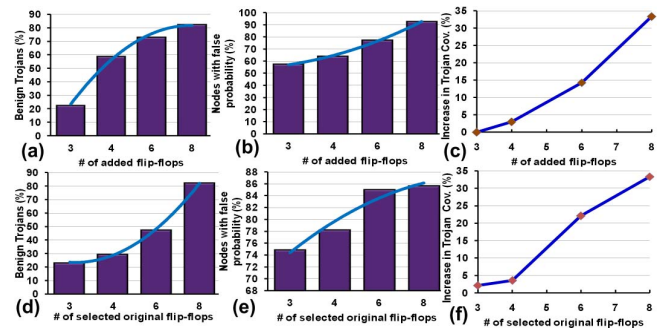 Benign Trojans (%)
90
80
70
60
50
40
30
20
10
0
3 4 6 8
# of added flip-flops
(a)
Nodes with false
probability (%)
100
90
80
70
60
50
40
30
20
10
0
3 4 6 8
# of added flip-flops
(b)
Increase in Trojan Cov. (%)
35
30
25
20
15
10
5
0
3 4 5 6 7 8
# of added flip-flops
(c)
Benign Trojans (%)
90
80
70
60
50
40
30
20
10
0
3 4 6 8
# of selected original flip-flops
(d)
Nodes with false
probability (%)
88
86
84
82
80
78
76
74
72
70
68
3 4 6 8
# of selected original flip-flops
(e)
Increase in Trojan Cov. (%)
35
30
25
20
15
10
5
0
3 4 5 6 7 8
# of selected original flip-flops
(f)